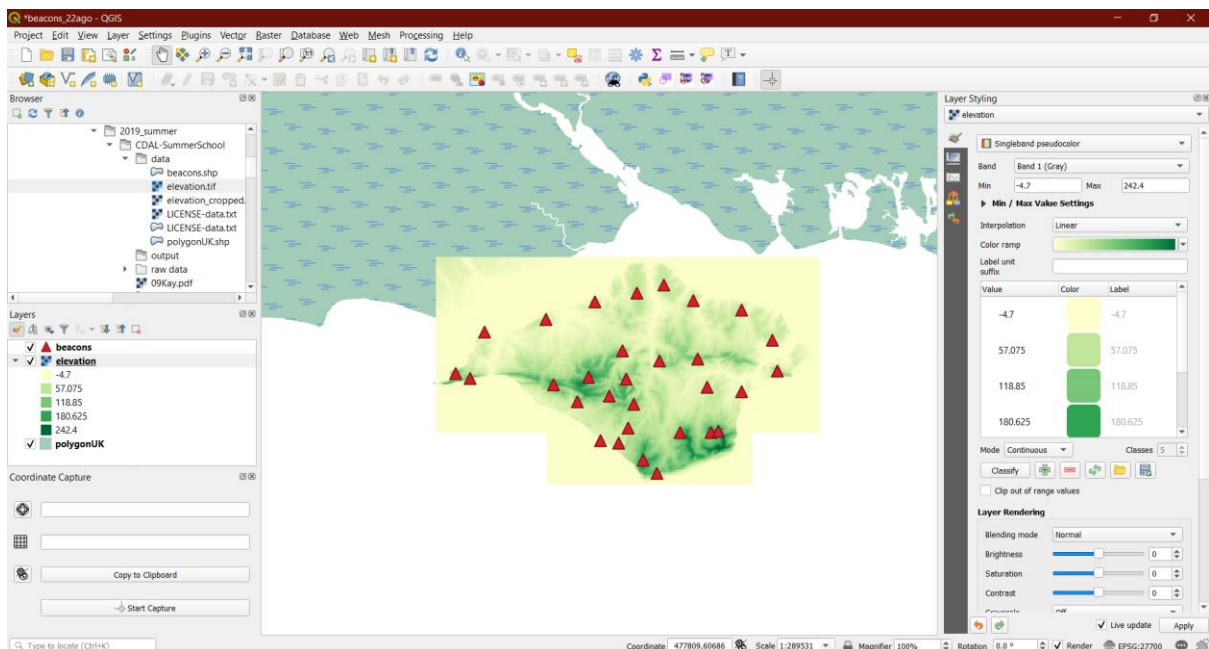 *beacons_22ago - QGIS
Project Edit View Layer Settings Plugins Vector Raster Database Web Mesh Processing Help
Browser
2019_summer
CDAL-SummerSchool
data
beacons.shp
elevation.tif
elevation_cropped.
LICENSE-data.txt
LICENSE-data.txt
polygonUK.shp
output
raw data
09Kay.pdf
Layers
beacons
elevation
-4.7
57.075
118.85
180.625
242.4
polygonUK
Coordinate Capture
Copy to Clipboard
Start Capture
Layer Styling
elevation
Singleband pseudocolor
Band Band 1 (Gray)
Min -4.7 Max 242.4
Min / Max Value Settings
Interpolation Linear
Color ramp
Label unit
suffix
Value Color Label
-4.7 -4.7
57.075 57.075
118.85 118.85
180.625 180.625
Mode Continuous Classes 5
Classify
Clip out of range values
Layer Rendering
Blending mode Normal
Brightness 0
Saturation 0
Contrast 0
Grayscale Off
Live update Apply
Type to locate (Ctrl+K) Coordinate 477809,60686 Scale 1:289531 Magnifier 100% Rotation 0.0 ° Render EPSG:27700